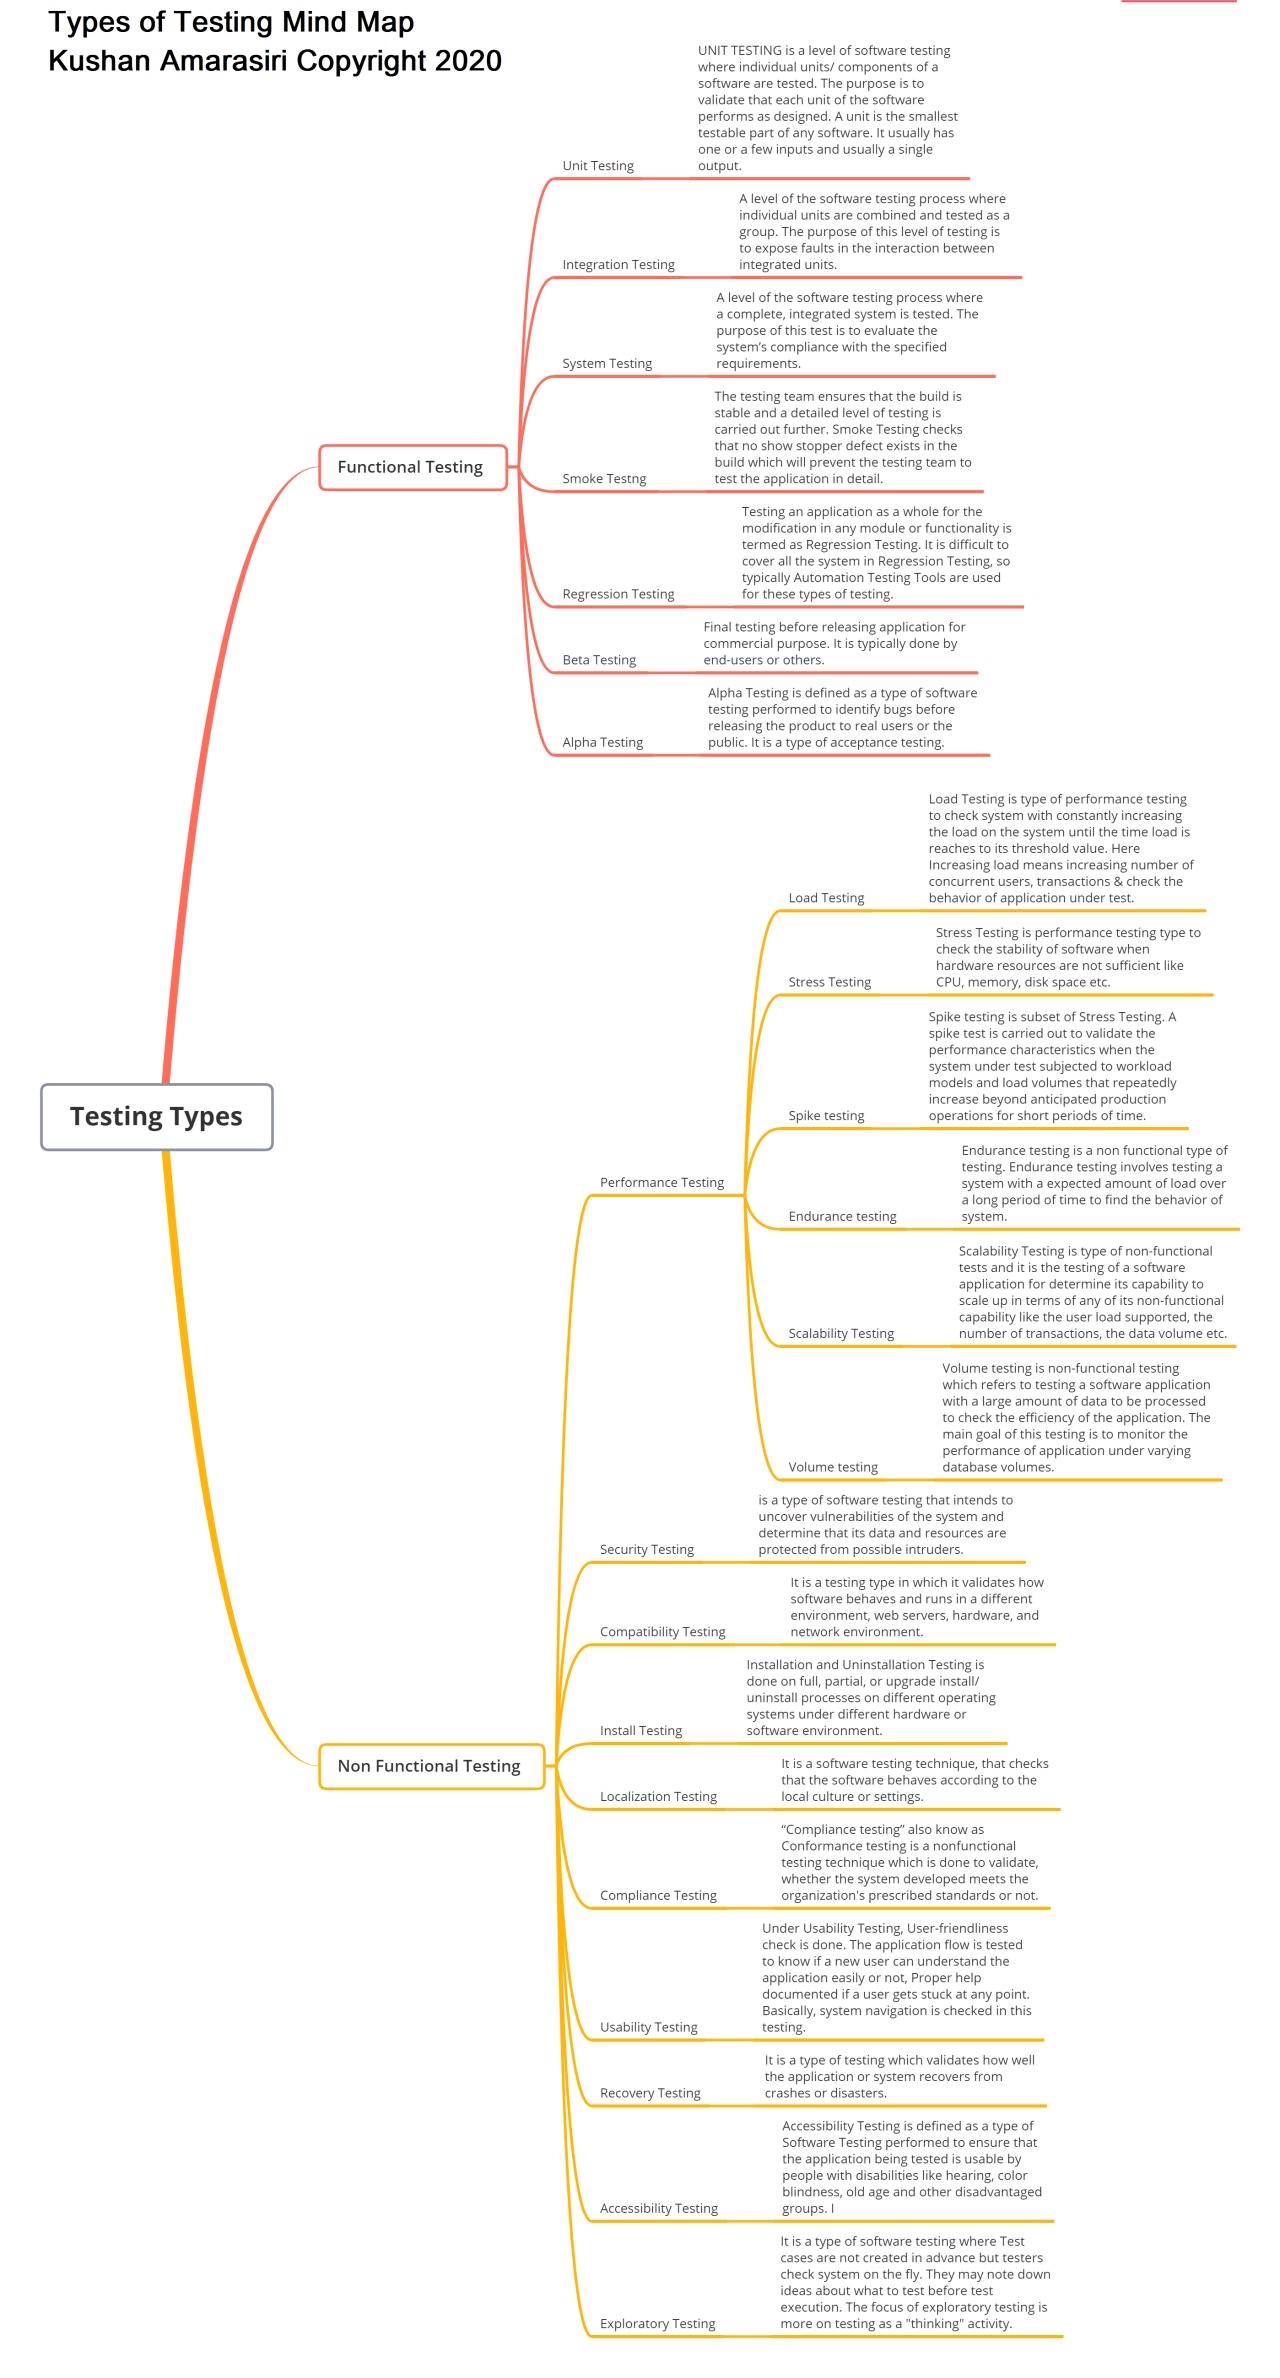 Types of Testing Mind Map
Kushan Amarasiri Copyright 2020
Testing Types
Functional Testing
Unit Testing
UNIT TESTING is a level of software testing
where individual units/ components of a
software are tested. The purpose is to
validate that each unit of the software
performs as designed. A unit is the smallest
testable part of any software. It usually has
one or a few inputs and usually a single
output.
Integration Testing
A level of the software testing process where
individual units are combined and tested as a
group. The purpose of this level of testing is
to expose faults in the interaction between
integrated units.
System Testing
A level of the software testing process where
a complete, integrated system is tested. The
purpose of this test is to evaluate the
system’s compliance with the specified
requirements.
Smoke Testng
The testing team ensures that the build is
stable and a detailed level of testing is
carried out further. Smoke Testing checks
that no show stopper defect exists in the
build which will prevent the testing team to
test the application in detail.
Regression Testing
Testing an application as a whole for the
modification in any module or functionality is
termed as Regression Testing. It is difficult to
cover all the system in Regression Testing, so
typically Automation Testing Tools are used
for these types of testing.
Beta Testing
Final testing before releasing application for
commercial purpose. It is typically done by
end-users or others.
Alpha Testing
Alpha Testing is defined as a type of software
testing performed to identify bugs before
releasing the product to real users or the
public. It is a type of acceptance testing.
Non Functional Testing
Performance Testing
Load Testing
Load Testing is type of performance testing
to check system with constantly increasing
the load on the system until the time load is
reaches to its threshold value. Here
Increasing load means increasing number of
concurrent users, transactions & check the
behavior of application under test.
Stress Testing
Stress Testing is performance testing type to
check the stability of software when
hardware resources are not sufficient like
CPU, memory, disk space etc.
Spike testing
Spike testing is subset of Stress Testing. A
spike test is carried out to validate the
performance characteristics when the
system under test subjected to workload
models and load volumes that repeatedly
increase beyond anticipated production
operations for short periods of time.
Endurance testing
Endurance testing is a non functional type of
testing. Endurance testing involves testing a
system with a expected amount of load over
a long period of time to find the behavior of
system.
Scalability Testing
Scalability Testing is type of non-functional
tests and it is the testing of a software
application for determine its capability to
scale up in terms of any of its non-functional
capability like the user load supported, the
number of transactions, the data volume etc.
Volume testing
Volume testing is non-functional testing
which refers to testing a software application
with a large amount of data to be processed
to check the efficiency of the application. The
main goal of this testing is to monitor the
performance of application under varying
database volumes.
Security Testing
is a type of software testing that intends to
uncover vulnerabilities of the system and
determine that its data and resources are
protected from possible intruders.
Compatibility Testing
It is a testing type in which it validates how
software behaves and runs in a different
environment, web servers, hardware, and
network environment.
Install Testing
Installation and Uninstallation Testing is
done on full, partial, or upgrade install/
uninstall processes on different operating
systems under different hardware or
software environment.
Localization Testing
It is a software testing technique, that checks
that the software behaves according to the
local culture or settings.
Compliance Testing
“Compliance testing” also know as
Conformance testing is a nonfunctional
testing technique which is done to validate,
whether the system developed meets the
organization's prescribed standards or not.
Usability Testing
Under Usability Testing, User-friendliness
check is done. The application flow is tested
to know if a new user can understand the
application easily or not, Proper help
documented if a user gets stuck at any point.
Basically, system navigation is checked in this
testing.
Recovery Testing
It is a type of testing which validates how well
the application or system recovers from
crashes or disasters.
Accessibility Testing
Accessibility Testing is defined as a type of
Software Testing performed to ensure that
the application being tested is usable by
people with disabilities like hearing, color
blindness, old age and other disadvantaged
groups. I
Exploratory Testing
It is a type of software testing where Test
cases are not created in advance but testers
check system on the fly. They may note down
ideas about what to test before test
execution. The focus of exploratory testing is
more on testing as a "thinking" activity.